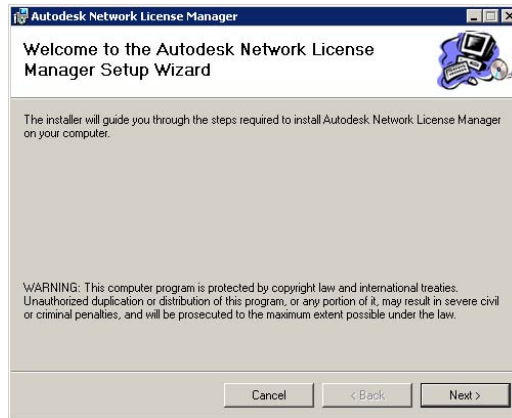 Autodesk Network License Manager
Welcome to the Autodesk Network License
Manager Setup Wizard
The installer will guide you through the steps required to install Autodesk Network License Manager
on your computer.
WARNING: This computer program is protected by copyright law and international treaties.
Unauthorized duplication or distribution of this program, or any portion of it, may result in severe civil
or criminal penalties, and will be prosecuted to the maximum extent possible under the law.
Cancel < Back Next >